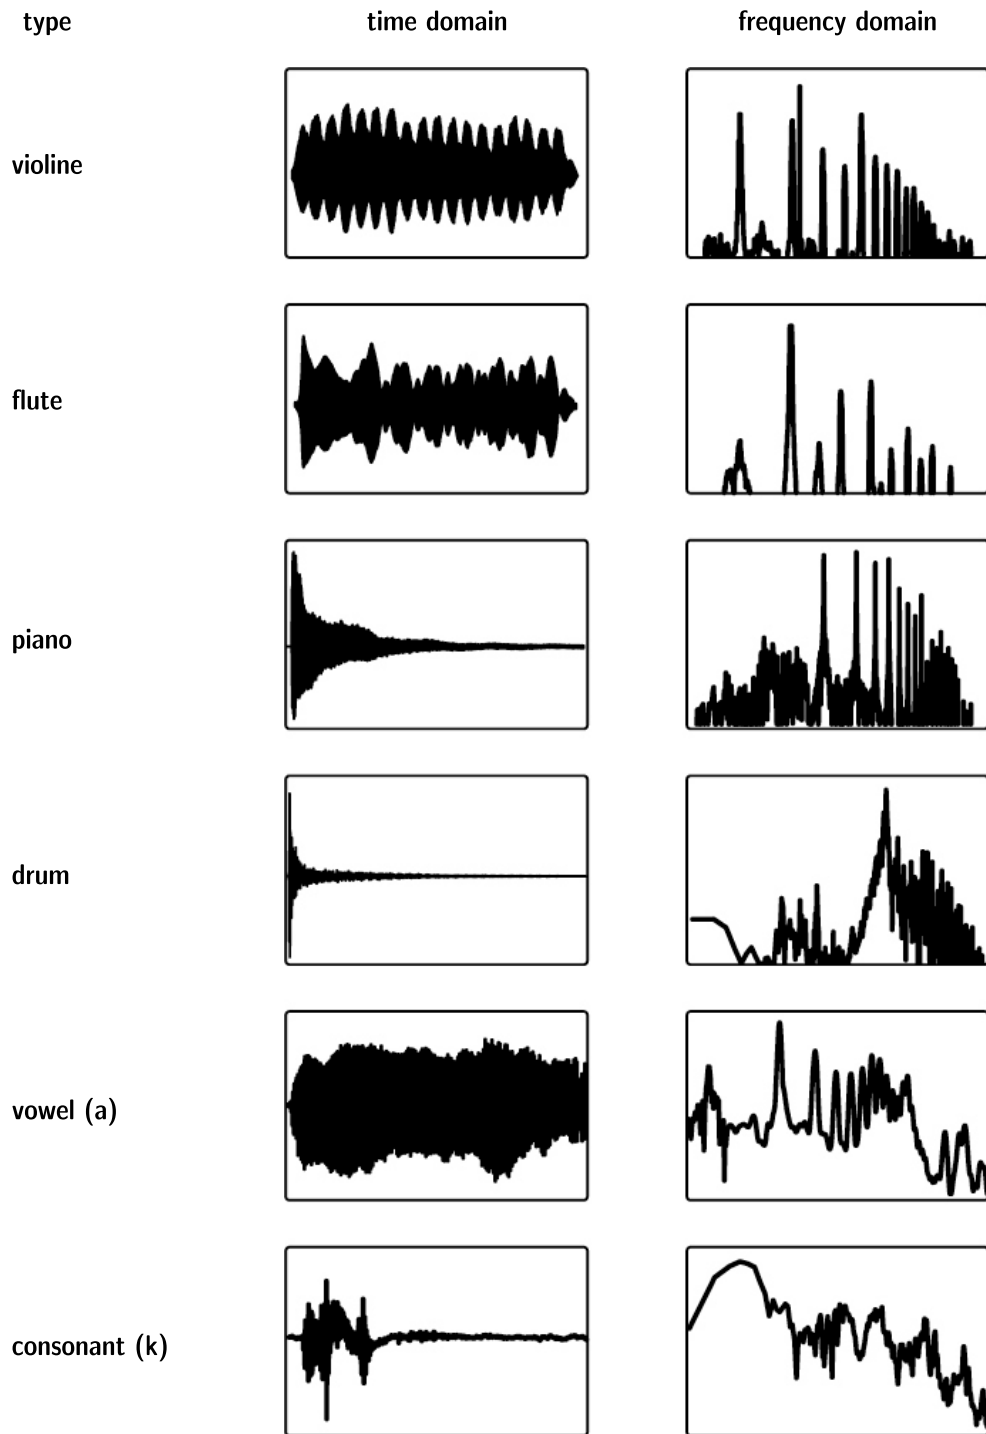 type time domain frequency domain
violine
flute
piano
drum
vowel (a)
consonant (k)